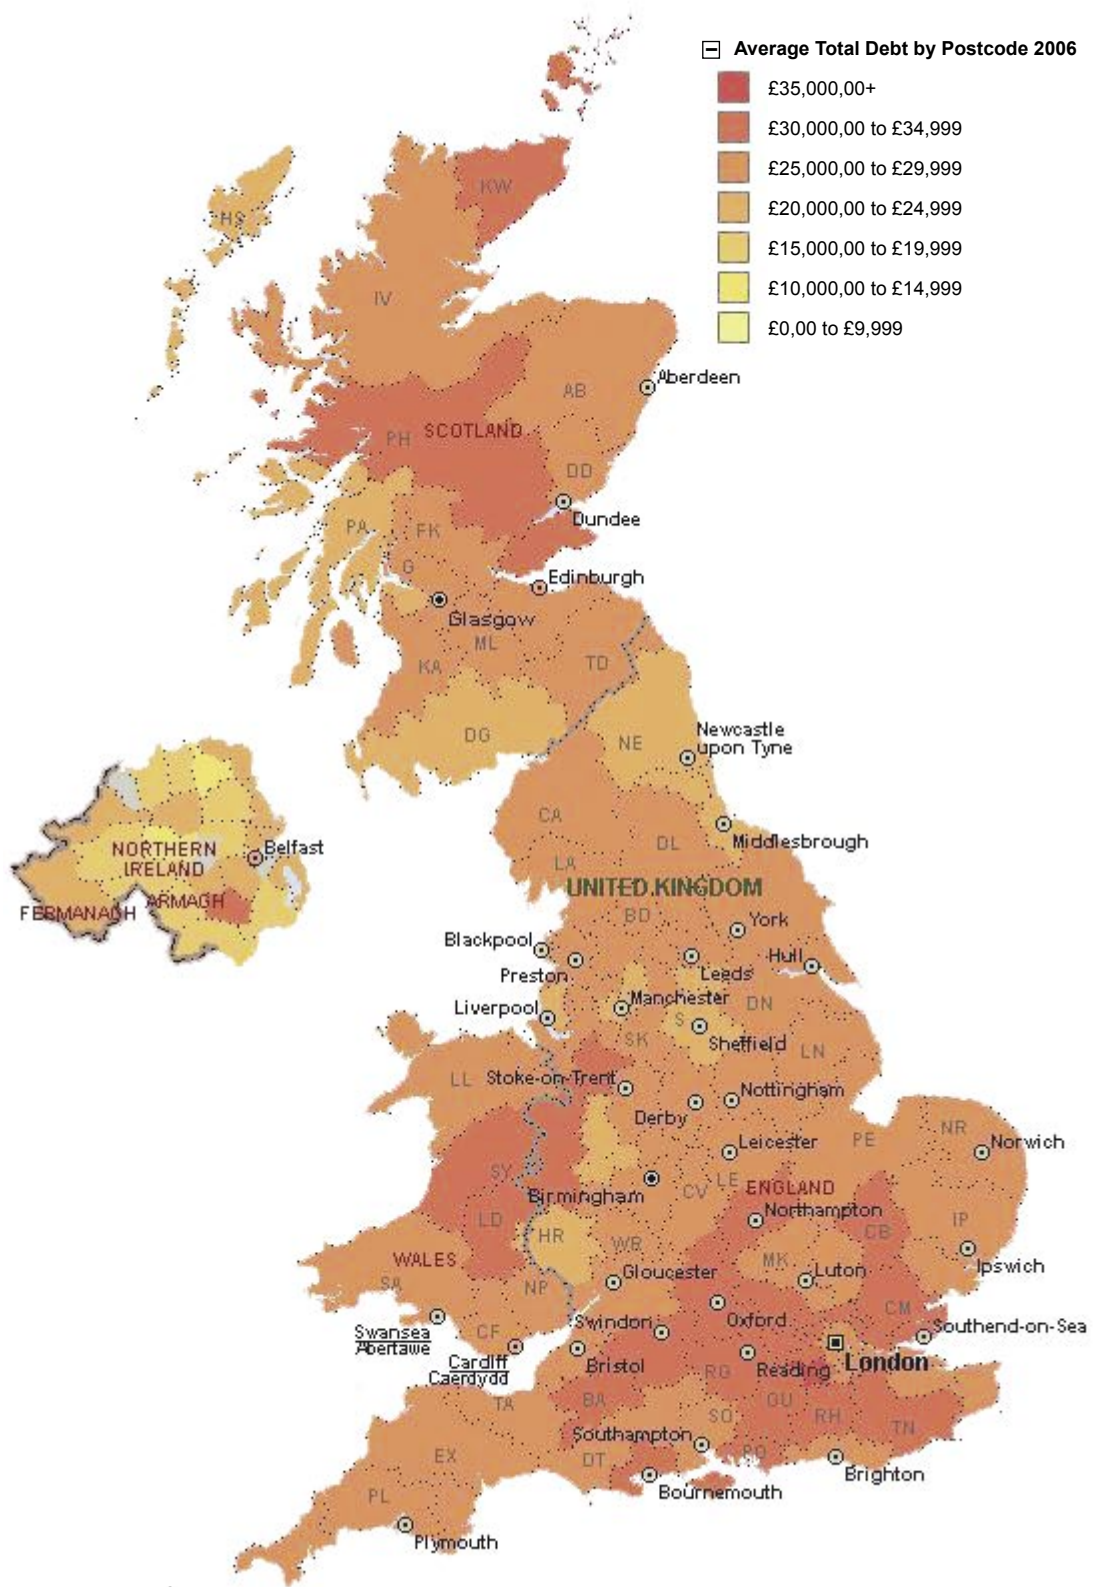 Average Total Debt by Postcode 2006
£35,000,00+
£30,000,00 to £34,999
£25,000,00 to £29,999
£20,000,00 to £24,999
£15,000,00 to £19,999
£10,000,00 to £14,999
£0,00 to £9,999
KW
HS
IV
AB
Aberdeen
PH
SCOTLAND
DD
Dundee
PA
FK
G
Edinburgh
Glasgow
ML
KA
TD
DG
NE
Newcastle
upon Tyne
CA
DL
Middlesbrough
LA
NORTHERN
IRELAND
Belfast
FERMANAGH
ARMAGH
UNITED KINGDOM
BD
York
Blackpool
Preston
Leeds
Hull
Liverpool
Manchester
DN
S
Sheffield
SK
LN
LL
Stoke-on-Trent
Derby
Nottingham
Leicester
PE
NR
Norwich
SY
Birmingham
CV
LE
ENGLAND
Northampton
LD
HR
WR
CB
IP
WALES
MK
Luton
Ipswich
SA
NP
Gloucester
CM
Swansea
Abertawe
CF
Cardiff
Caerdydd
Swindon
Oxford
Southend-on-Sea
Bristol
Reading
London
RG
TA
BA
GU
RH
TN
SO
Southampton
PO
EX
DT
Brighton
Bournemouth
PL
Plymouth